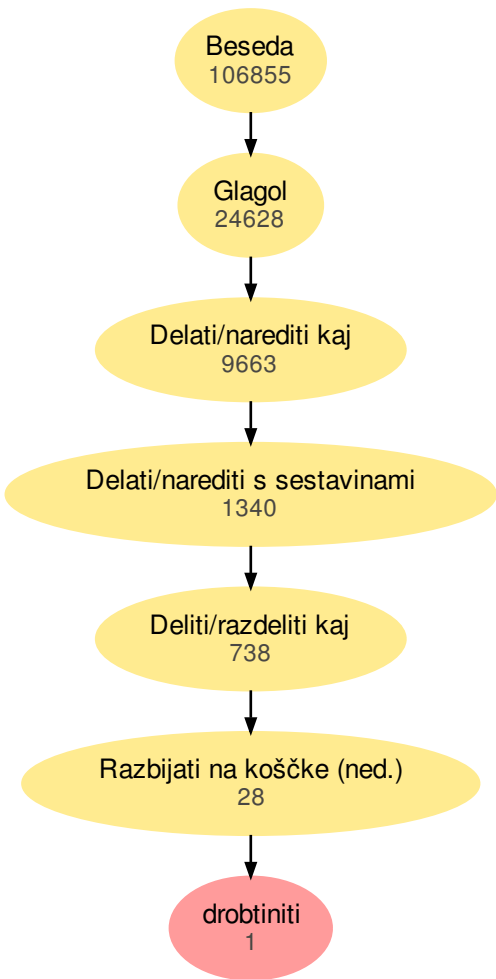 Beseda
106855
Glagol
24628
Delati/narediti kaj
9663
Delati/narediti s sestavinami
1340
Deliti/razdeliti kaj
738
Razbijati na koščke (ned.)
28
drobtiniti
1